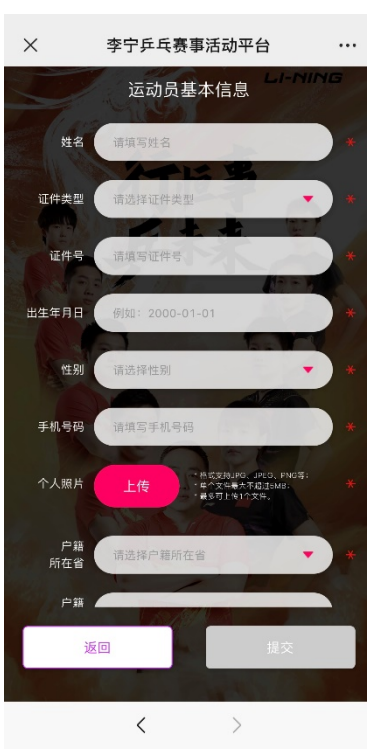 李宁乒乓赛事活动平台
LI-NING
运动员基本信息
姓名 请填写姓名 *
证件类型 请选择证件类型 *
证件号 请填写证件号 *
出生年月日 例如：2000-01-01 *
性别 请选择性别 *
手机号码 请填写手机号码 *
个人照片 上传 *
*格式支持JPG、JPEG、PNG等；
*单个文件最大不超过5MB；
*最多可上传1个文件。
户籍
所在省 请选择户籍所在省 *
户籍
返回 提交